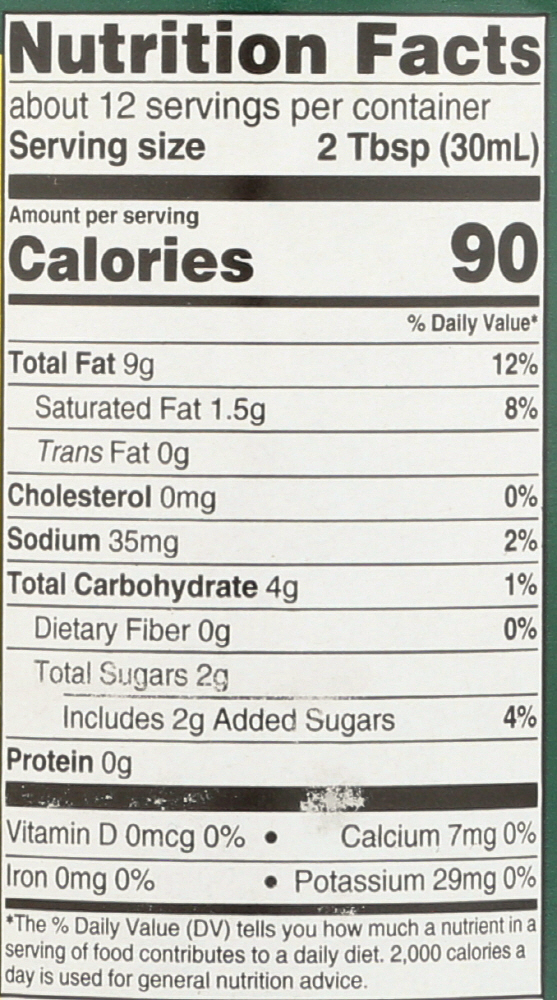 Nutrition Facts
about 12 servings per container
Serving size 2 Tbsp (30mL)
Amount per serving
Calories 90
% Daily Value*
Total Fat 9g 12%
Saturated Fat 1.5g 8%
Trans Fat 0g
Cholesterol 0mg 0%
Sodium 35mg 2%
Total Carbohydrate 4g 1%
Dietary Fiber 0g 0%
Total Sugars 2g
Includes 2g Added Sugars 4%
Protein 0g
Vitamin D 0mcg 0% • Calcium 7mg 0%
Iron 0mg 0% • Potassium 29mg 0%
*The % Daily Value (DV) tells you how much a nutrient in a
serving of food contributes to a daily diet. 2,000 calories a
day is used for general nutrition advice.